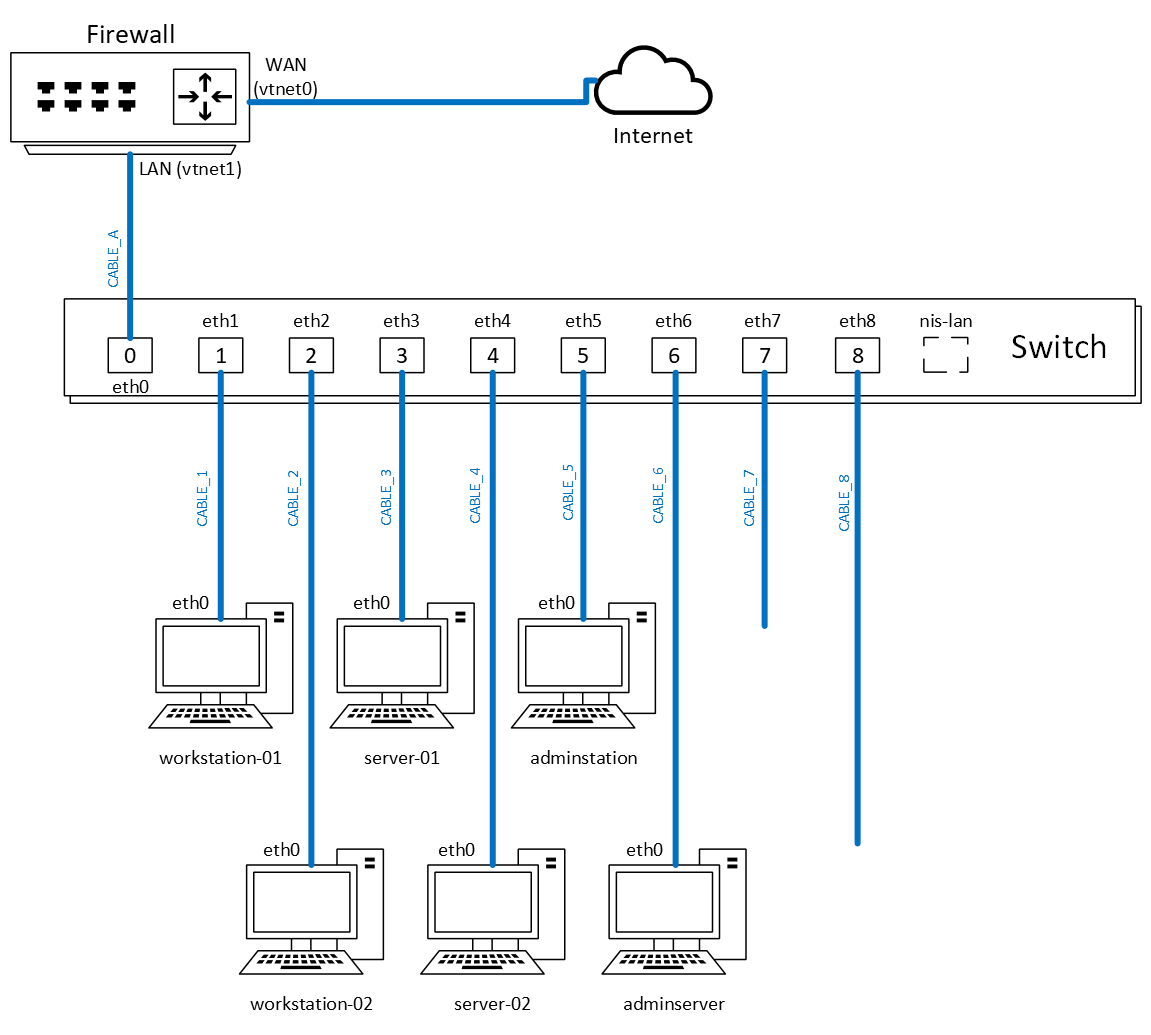 Firewall
WAN
(vtnet0)
Internet
LAN (vtnet1)
CABLE_A
eth1
eth2
eth3
eth4
eth5
eth6
eth7
eth8
nis-lan
Switch
0
1
2
3
4
5
6
7
8
eth0
CABLE_1
CABLE_2
CABLE_3
CABLE_4
CABLE_5
CABLE_6
CABLE_7
CABLE_8
eth0
eth0
eth0
workstation-01
server-01
adminstation
eth0
eth0
eth0
workstation-02
server-02
adminserver